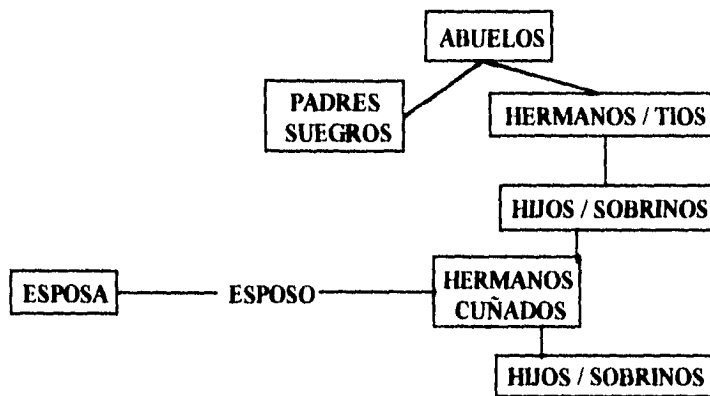 ABUELOS
PADRES
SUEGROS
HERMANOS / TIOS
HIJOS / SOBRINOS
ESPOSA
ESPOSO
HERMANOS
CUÑADOS
HIJOS / SOBRINOS